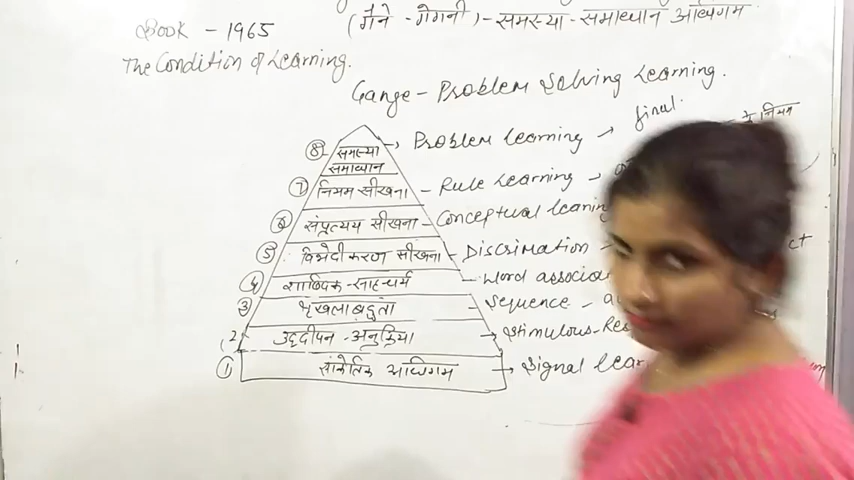 Book - 1965
(गैने - गेगनी) - समस्या - समाधान अधिगम
The Condition of Learning.
Gange - Problem Solving Learning.
final.
के नियम
⑧ समस्या समाधान → Problem Learning →
⑦ नियम सीखना - Rule Learning -
⑥ संप्रत्यय सीखना - Conceptual Leaning
⑤ विभेदीकरण सीखना - Discrimation -
④ शाब्दिक - साहचर्य - Word associa
③ श्रृंखलाबद्धता - Sequence -
② उद्दीपन - अनुक्रिया → Stimulous-Res
① सांकेतिक अधिगम → Signal Lear